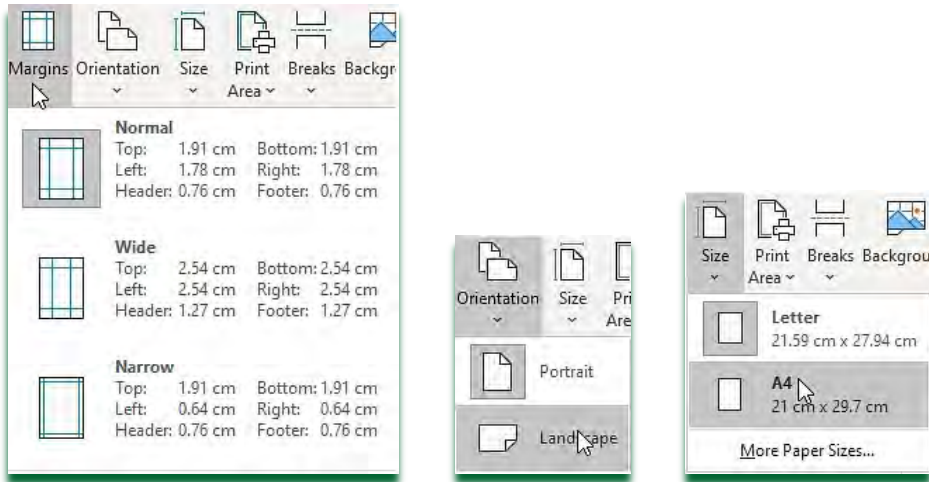 Margins Orientation Size Print Area Breaks Backgr
Normal
Top: 1.91 cm Bottom: 1.91 cm
Left: 1.78 cm Right: 1.78 cm
Header: 0.76 cm Footer: 0.76 cm
Wide
Top: 2.54 cm Bottom: 2.54 cm
Left: 2.54 cm Right: 2.54 cm
Header: 1.27 cm Footer: 1.27 cm
Narrow
Top: 1.91 cm Bottom: 1.91 cm
Left: 0.64 cm Right: 0.64 cm
Header: 0.76 cm Footer: 0.76 cm
Orientation Size Pri
Are
Portrait
Landscape
Size Print Area Breaks Backgrou
Letter
21.59 cm x 27.94 cm
A4
21 cm x 29.7 cm
More Paper Sizes...